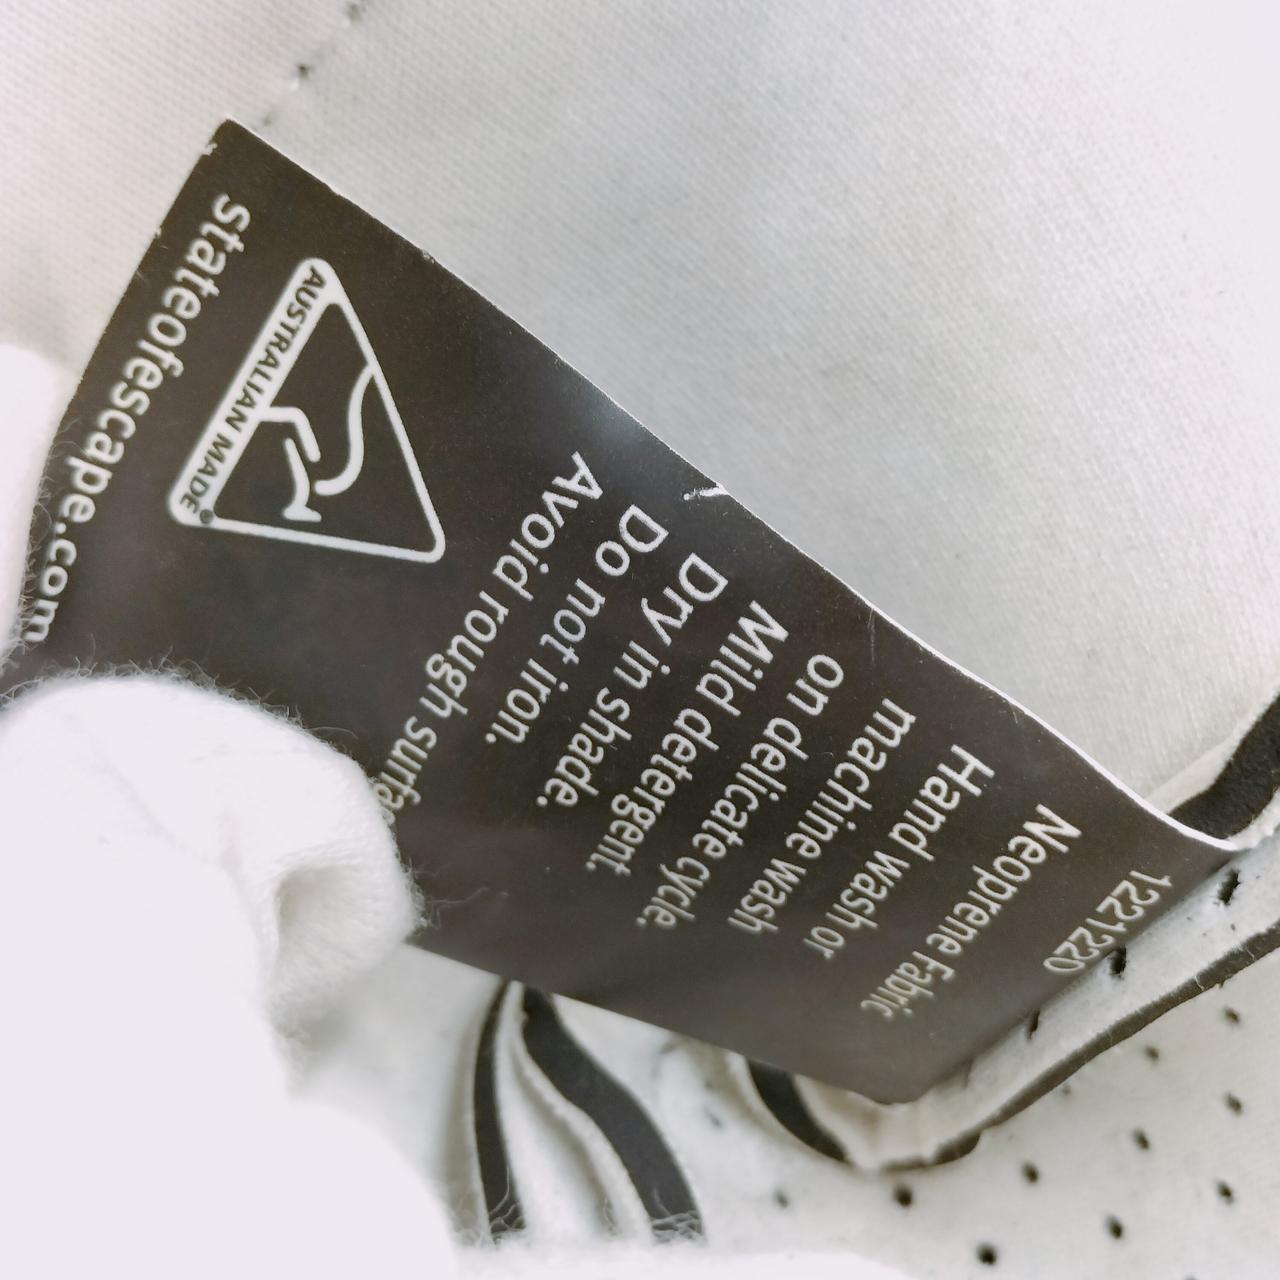 122120
Neoprene Fabric
Hand wash or
machine wash
on delicate cycle.
Mild detergent.
Dry in shade.
Do not iron.
Avoid rough
AUSTRALIAN MADE
stateofescape.com